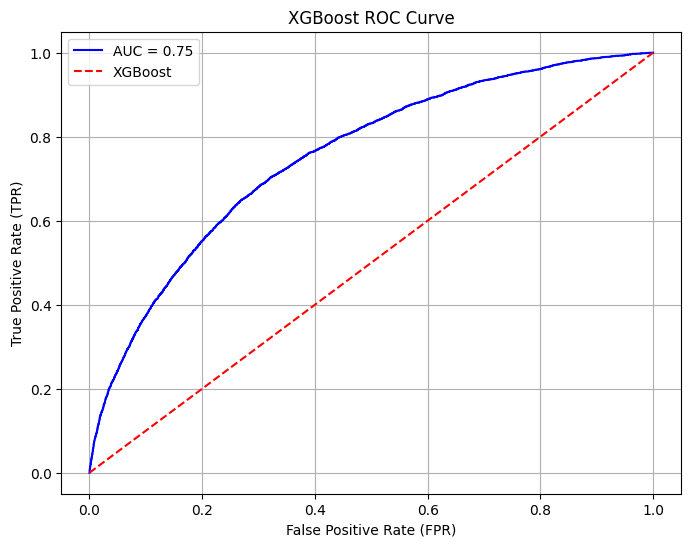 XGBoost ROC Curve
AUC = 0.75
XGBoost
True Positive Rate (TPR)
1.0
0.8
0.6
0.4
0.2
0.0
0.0 0.2 0.4 0.6 0.8 1.0
False Positive Rate (FPR)